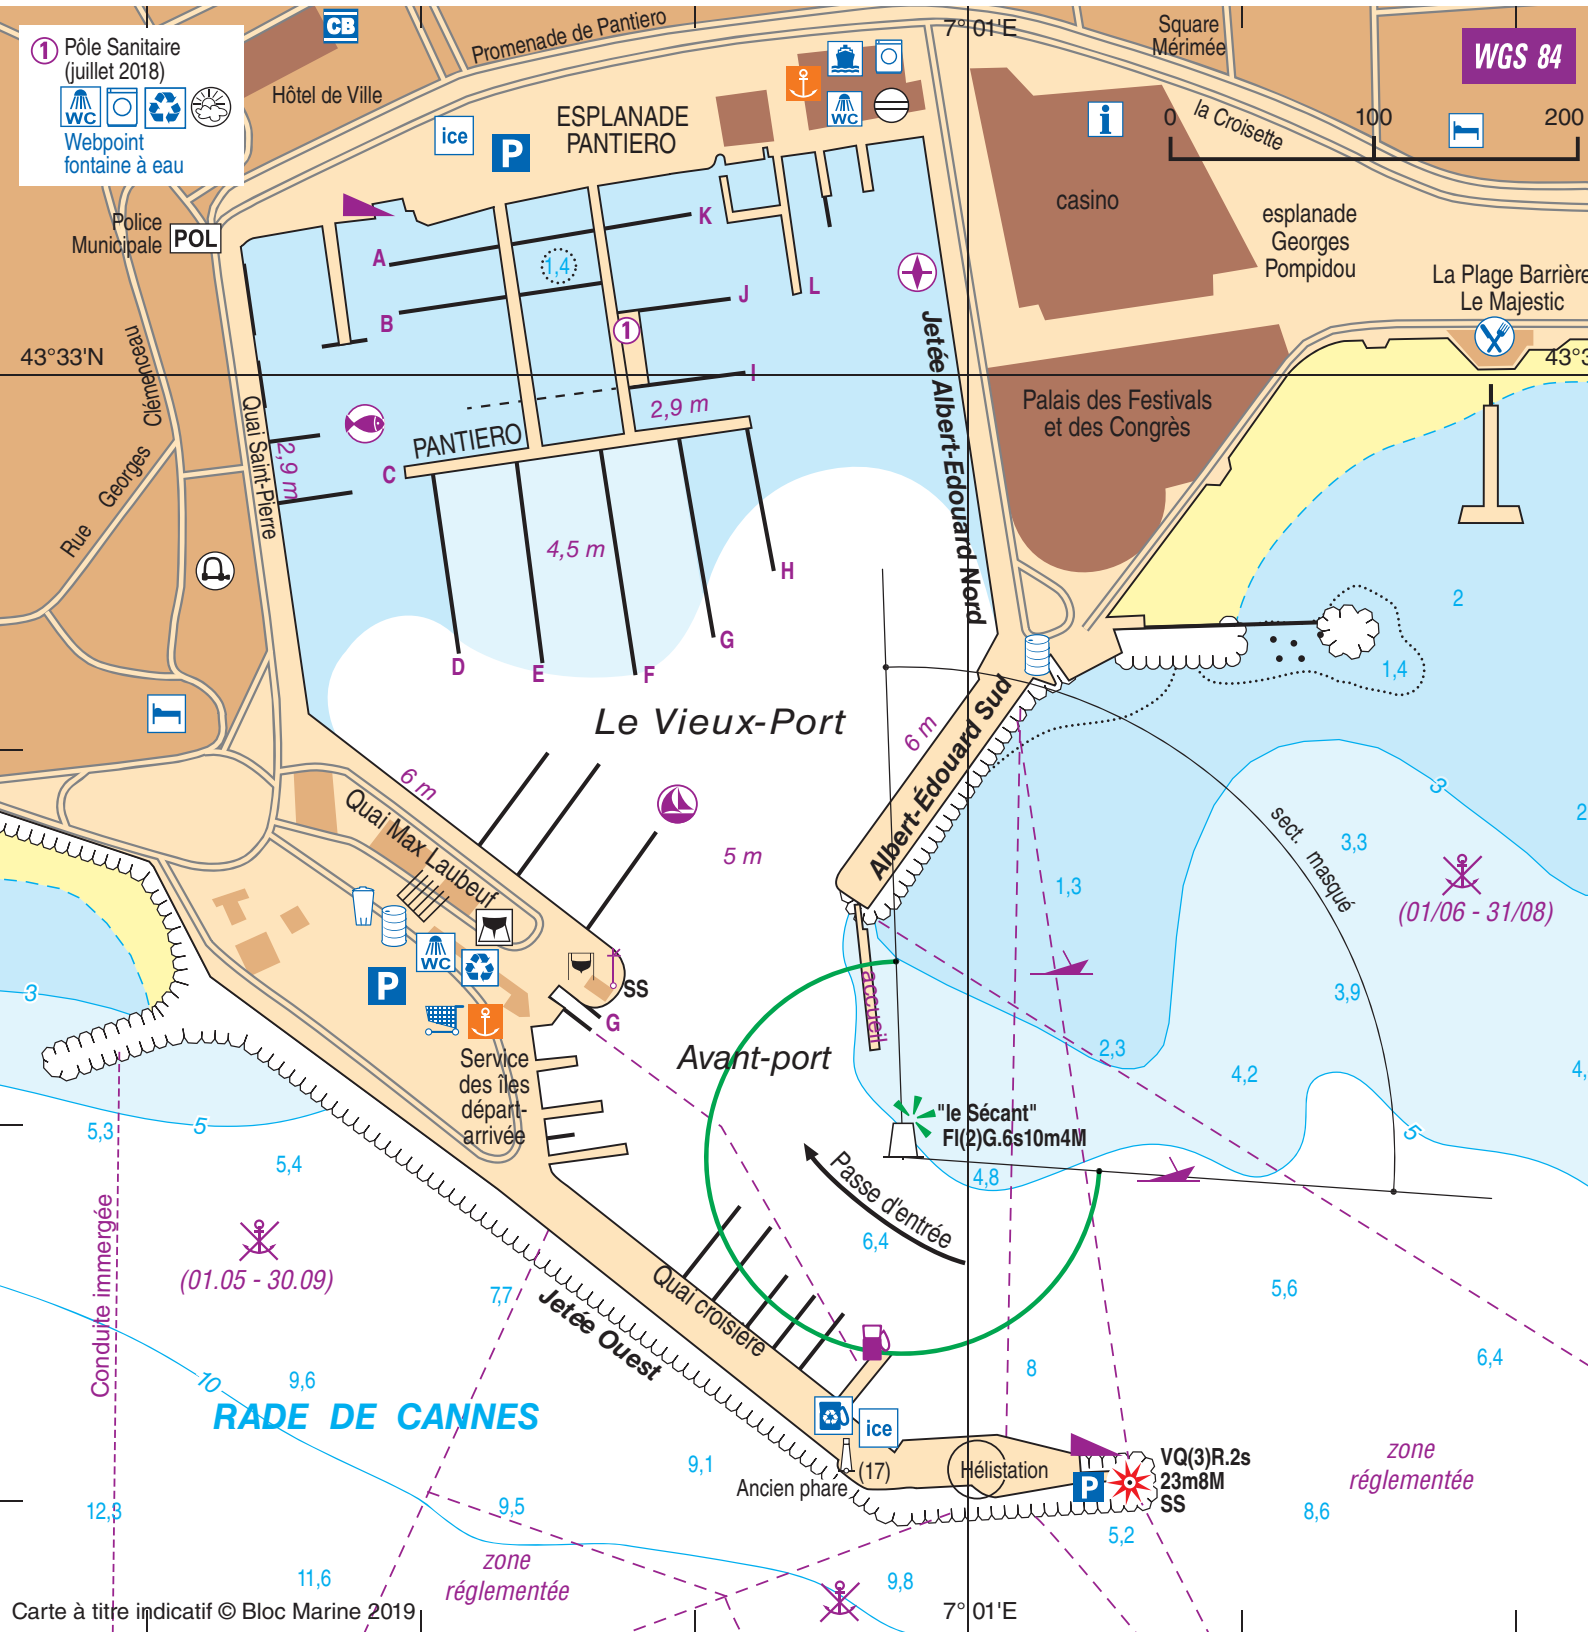 1 Pôle Sanitaire
(juillet 2018)
WC
Webpoint
fontaine à eau
CB
Hôtel de Ville
Promenade de Pantiero
7° 01'E
Square
Mérimée
WGS 84
0 100 200
la Croisette
ice
P
ESPLANADE
PANTIERO
WC
i
casino
esplanade
Georges
Pompidou
La Plage Barrière
Le Majestic
Police
Municipale
POL
A
K
1,4
B
J
L
1
I
43°33'N
43°3
Clémenceau
Rue Georges
Quai Saint-Pierre
2,9 m
2,9 m
PANTIERO
C
4,5 m
D
E
F
G
H
Jetée Albert-Edouard Nord
Palais des Festivals
et des Congrès
2
1,4
Le Vieux-Port
6 m
Albert-Édouard Sud
6 m
Quai Max Laubeuf
5 m
3
3,3
2
sect. masqué
1,3
(01/06 - 31/08)
3,9
WC
P
SS
G
accueil
Service
des îles
départ-
arrivée
Avant-port
2,3
4,2
4,
3
5
5,3
5,4
"le Sécant"
Fl(2)G.6s10m4M
4,8
5
Passe d'entrée
6,4
Conduite immergée
(01.05 - 30.09)
7,7
5,6
Jetée Ouest
Quai croisière
8
6,4
10
9,6
RADE DE CANNES
ice
9,1
Ancien phare
(17)
Hélistation
P
VQ(3)R.2s
23m8M
SS
zone
réglementée
12,3
9,5
8,6
5,2
zone
réglementée
11,6
9,8
Carte à titre indicatif © Bloc Marine 2019
7° 01'E